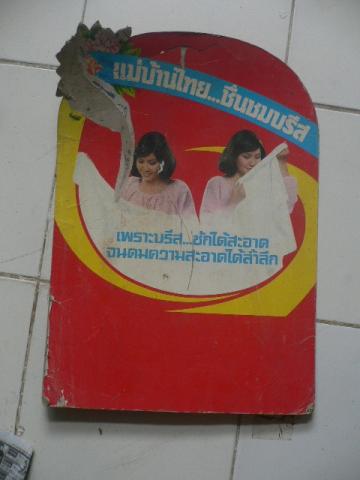 แม่บ้านไทย...ชื่นชมบรีส
เพราะบรีส...ซักได้สะอาด
จนดมความสะอาดได้ล้ำลึก